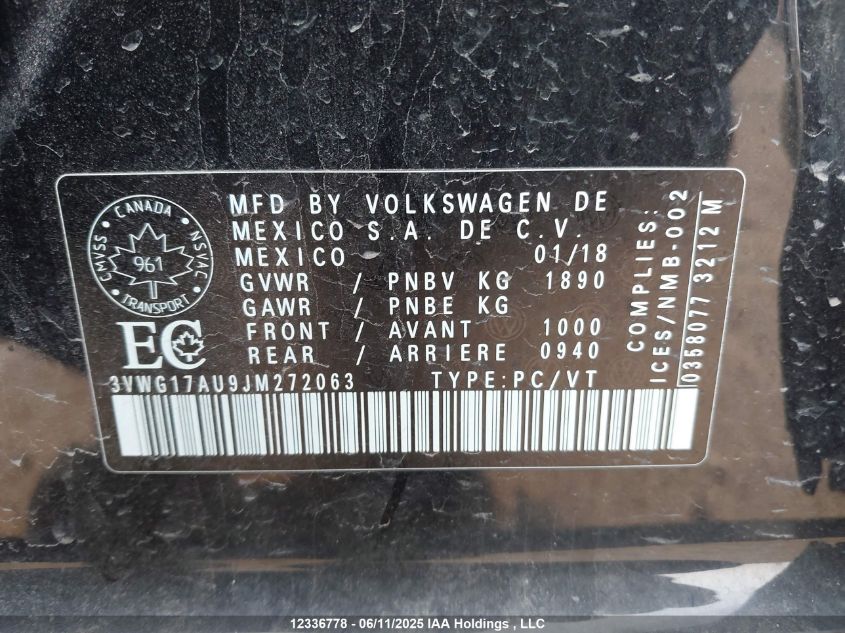 CANADA
CMVSS
NSVAC
961
TRANSPORT
MFD BY VOLKSWAGEN DE
MEXICO S.A. DE C.V.
MEXICO 01/18
GVWR / PNBV KG 1890
GAWR / PNBE KG
FRONT / AVANT 1000
REAR / ARRIERE 0940
EC
3VWG17AU9JM272063 TYPE:PC/VT
COMPLIES:
ICES/NMB-002
0358077 3212 M
12336778 - 06/11/2025 IAA Holdings , LLC